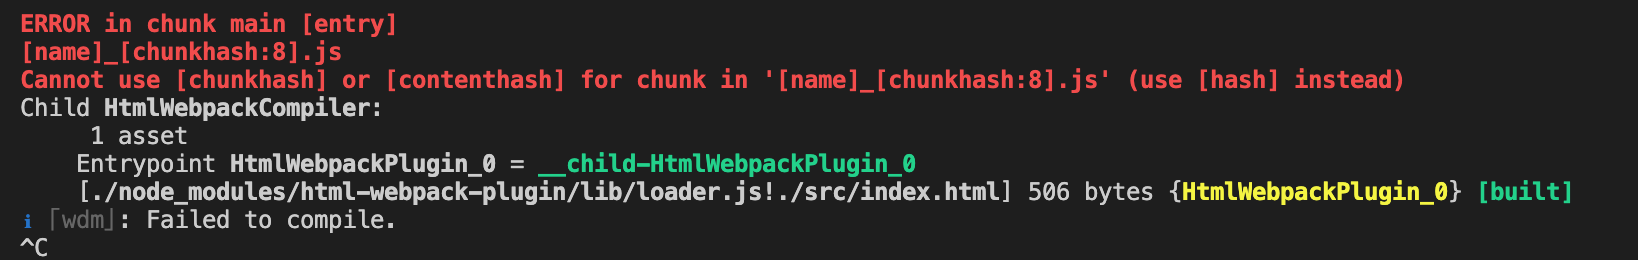 ERROR in chunk main [entry]
[name]_[chunkhash:8].js
Cannot use [chunkhash] or [contenthash] for chunk in '[name]_[chunkhash:8].js' (use [hash] instead)
Child HtmlWebpackCompiler:
1 asset
Entrypoint HtmlWebpackPlugin_0 = __child-HtmlWebpackPlugin_0
[./node_modules/html-webpack-plugin/lib/loader.js!./src/index.html] 506 bytes {HtmlWebpackPlugin_0} [built]
ℹ ｢wdm｣: Failed to compile.
^C